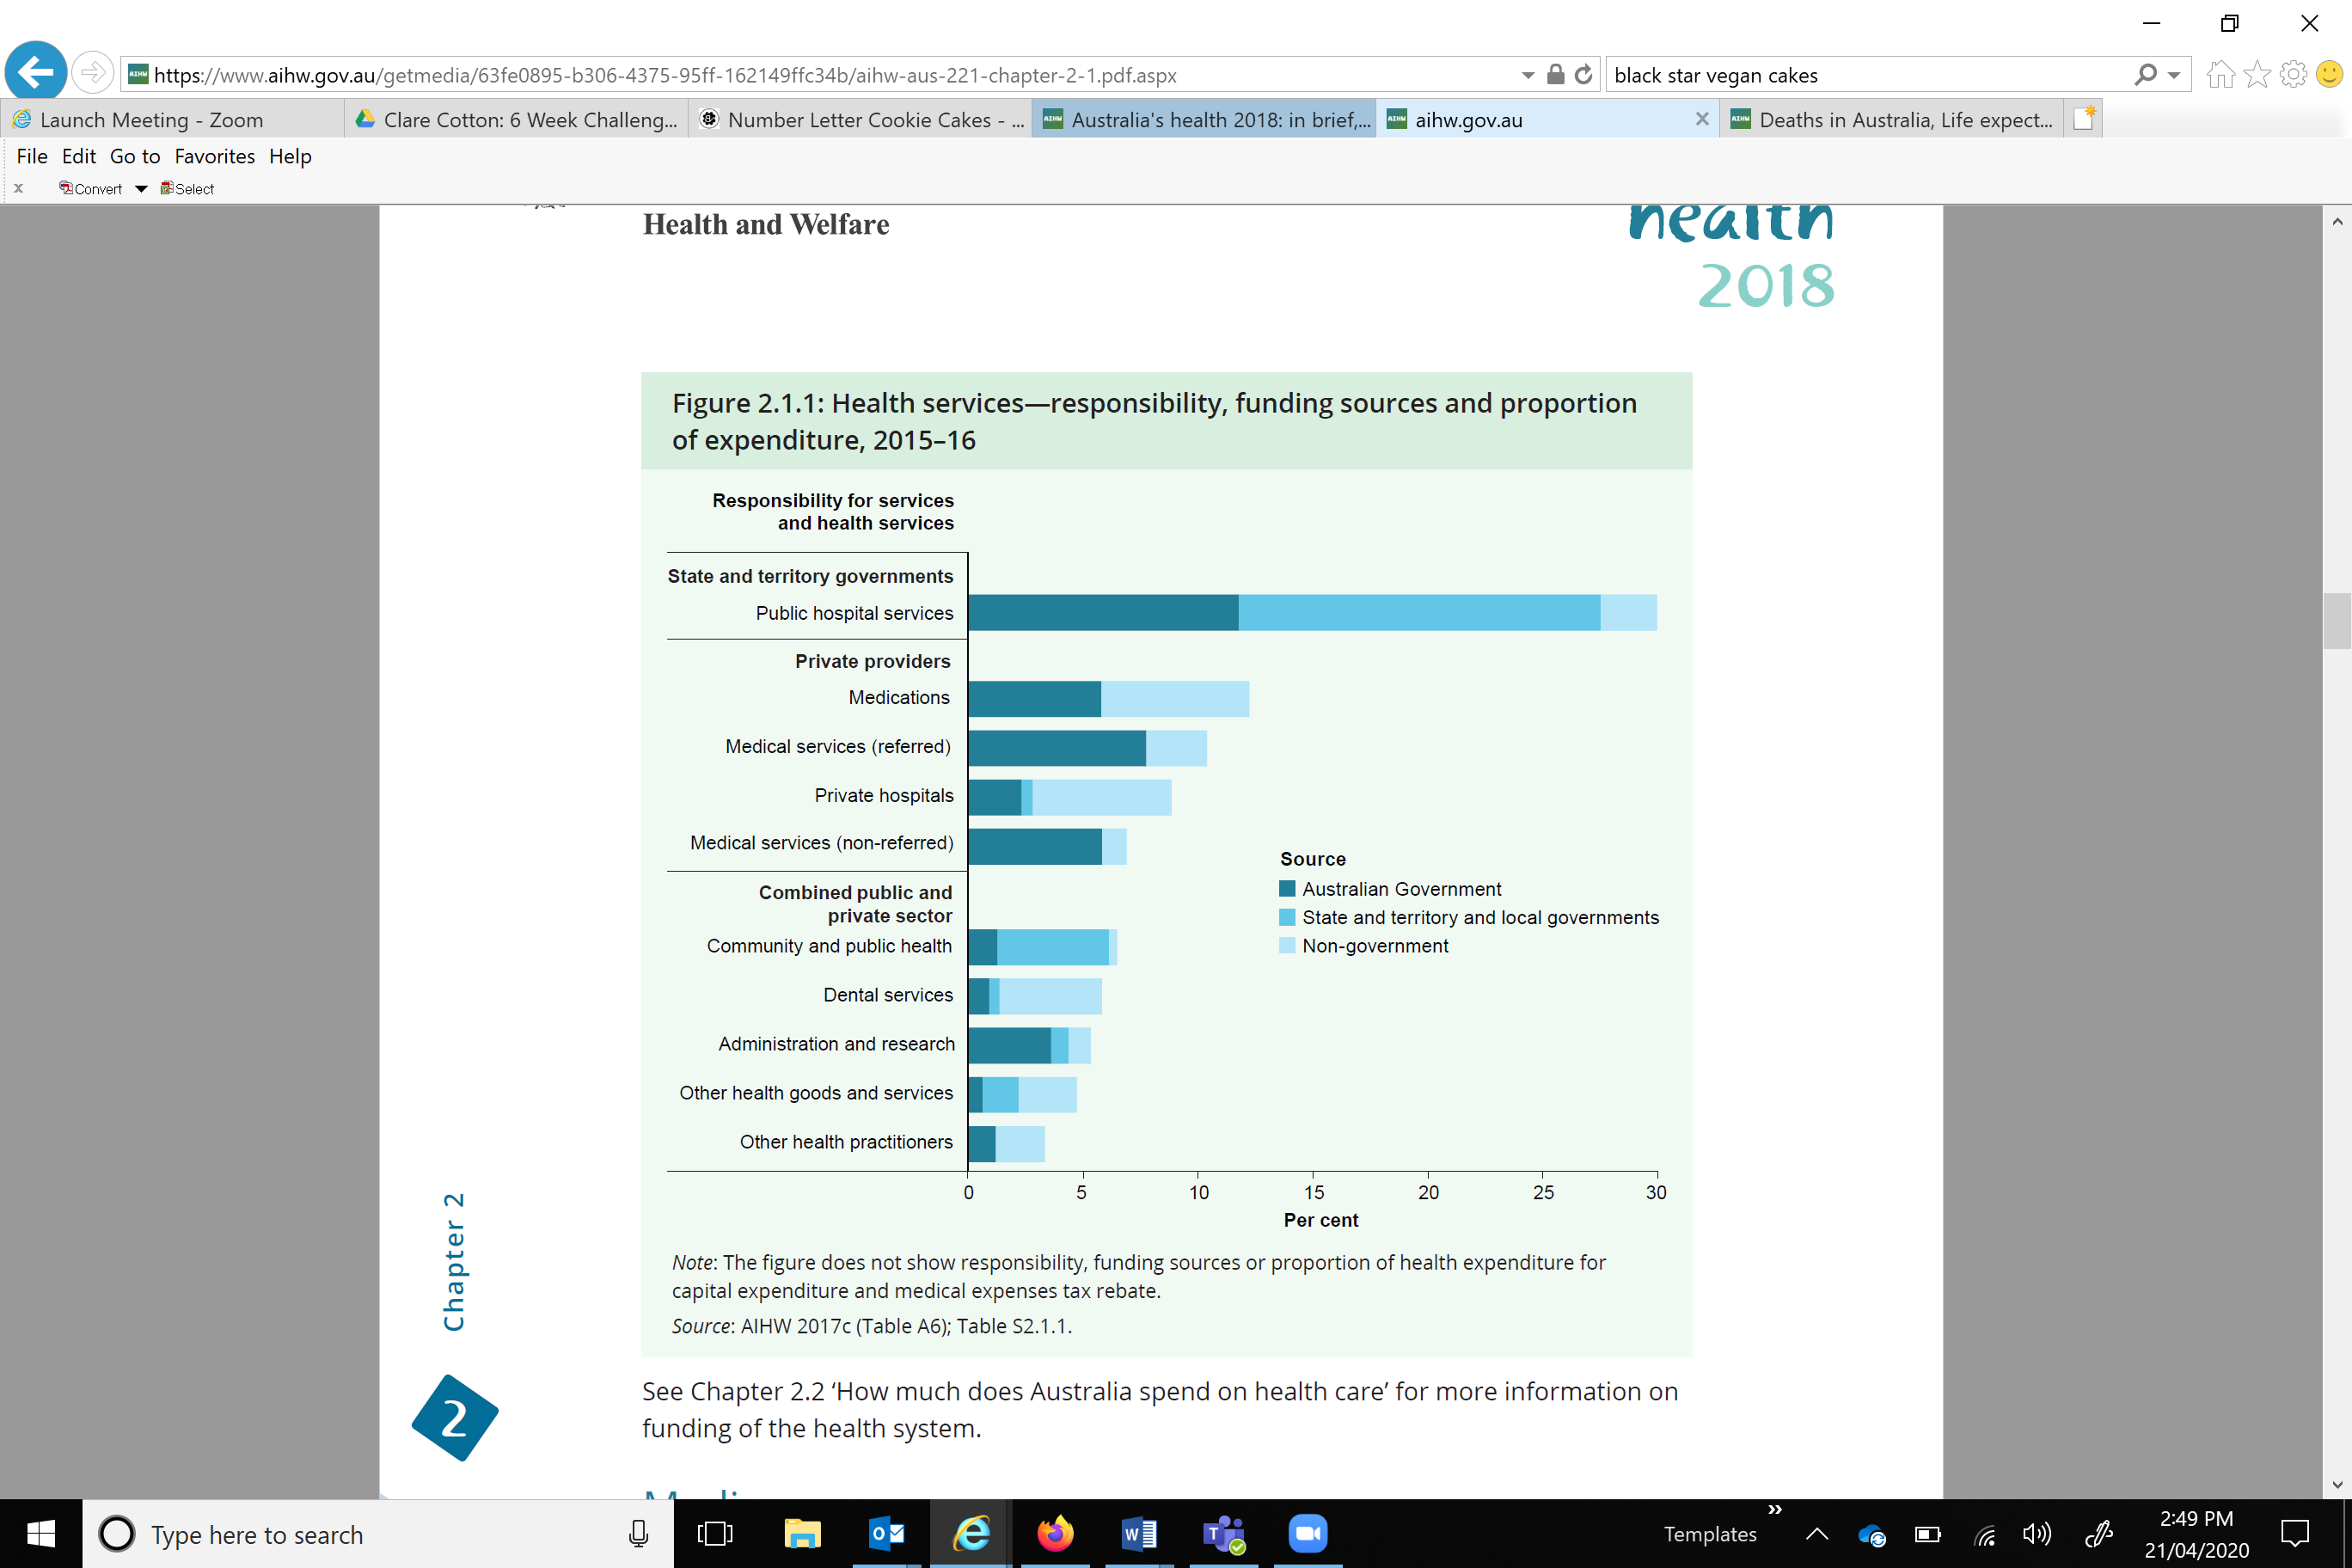 https://www.aihw.gov.au/getmedia/63fe0895-b306-4375-95ff-162149ffc34b/aihw-aus-221-chapter-2-1.pdf.aspx
black star vegan cakes
Launch Meeting - Zoom
Clare Cotton: 6 Week Challeng...
Number Letter Cookie Cakes - ...
Australia's health 2018: in brief,...
aihw.gov.au
Deaths in Australia, Life expect...
File Edit Go to Favorites Help
x Convert Select
Health and Welfare
health
2018
Figure 2.1.1: Health services—responsibility, funding sources and proportion
of expenditure, 2015–16
Responsibility for services
and health services
State and territory governments
Public hospital services
Private providers
Medications
Medical services (referred)
Private hospitals
Medical services (non-referred)
Combined public and
private sector
Community and public health
Dental services
Administration and research
Other health goods and services
Other health practitioners
Source
Australian Government
State and territory and local governments
Non-government
0 5 10 15 20 25 30
Per cent
Note: The figure does not show responsibility, funding sources or proportion of health expenditure for
capital expenditure and medical expenses tax rebate.
Source: AIHW 2017c (Table A6); Table S2.1.1.
Chapter 2
2
See Chapter 2.2 ‘How much does Australia spend on health care’ for more information on
funding of the health system.
Type here to search
Templates
2:49 PM
21/04/2020